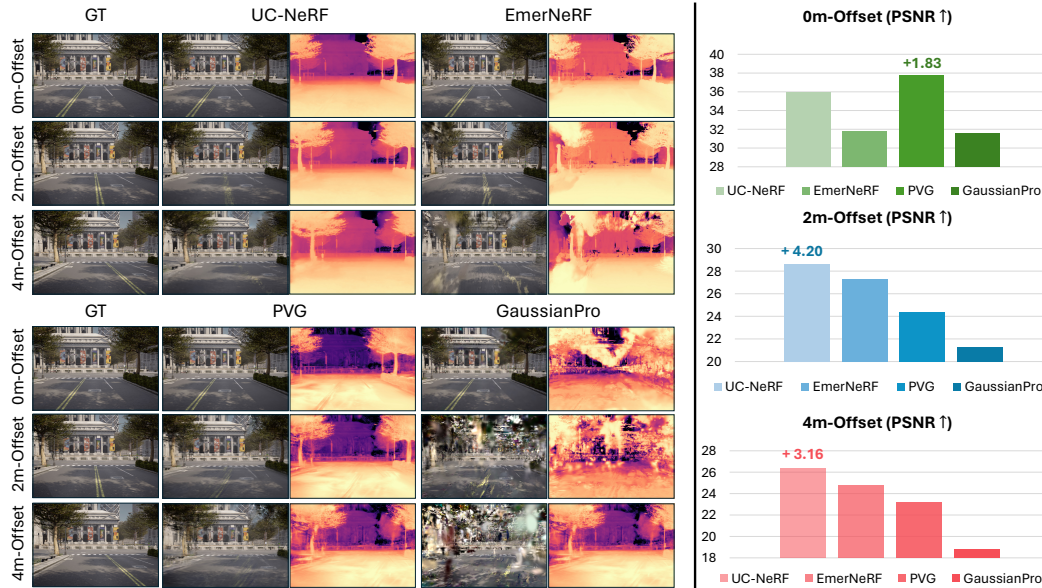 GT UC-NeRF EmerNeRF
0m-Offset
2m-Offset
4m-Offset
GT PVG GaussianPro
0m-Offset
2m-Offset
4m-Offset
0m-Offset (PSNR ↑)
+1.83
40
38
36
34
32
30
28
UC-NeRF EmerNeRF PVG GaussianPro
2m-Offset (PSNR ↑)
+ 4.20
30
28
26
24
22
20
UC-NeRF EmerNeRF PVG GaussianPro
4m-Offset (PSNR ↑)
+ 3.16
28
26
24
22
20
18
UC-NeRF EmerNeRF PVG GaussianPro